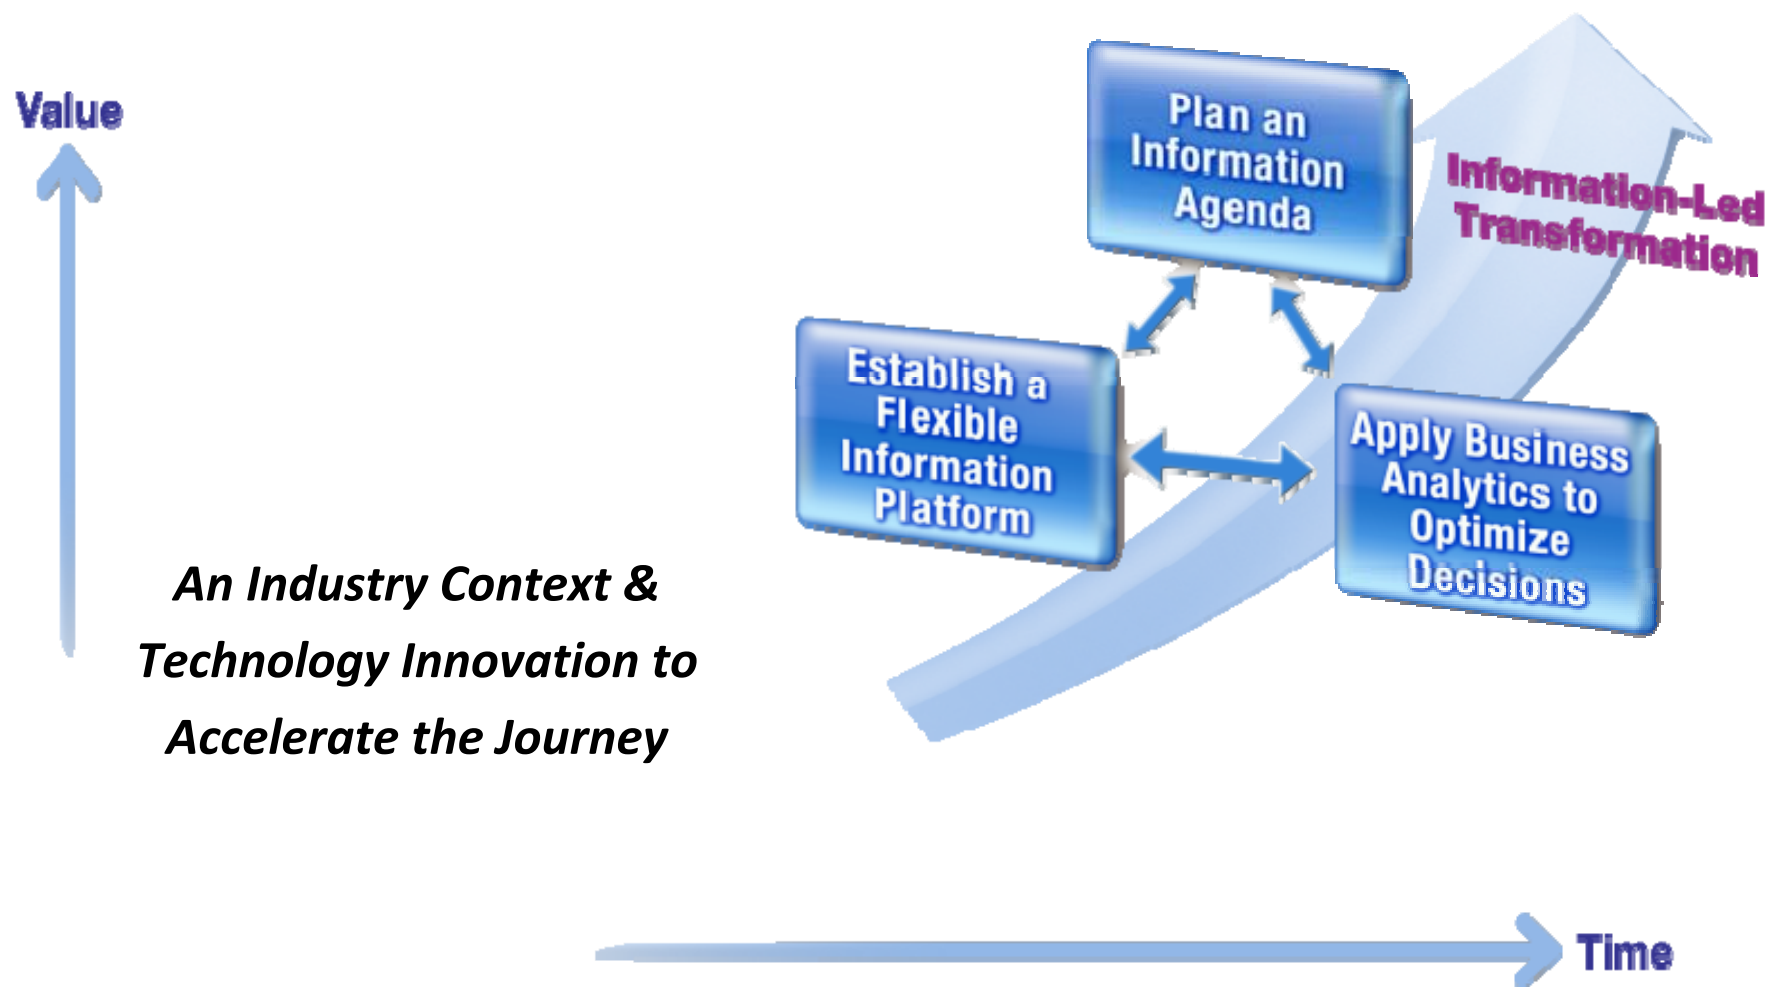 Value
Plan an
Information
Agenda
Information-Led
Transformation
Establish a
Flexible
Information
Platform
Apply Business
Analytics to
Optimize
Decisions
An Industry Context &
Technology Innovation to
Accelerate the Journey
Time